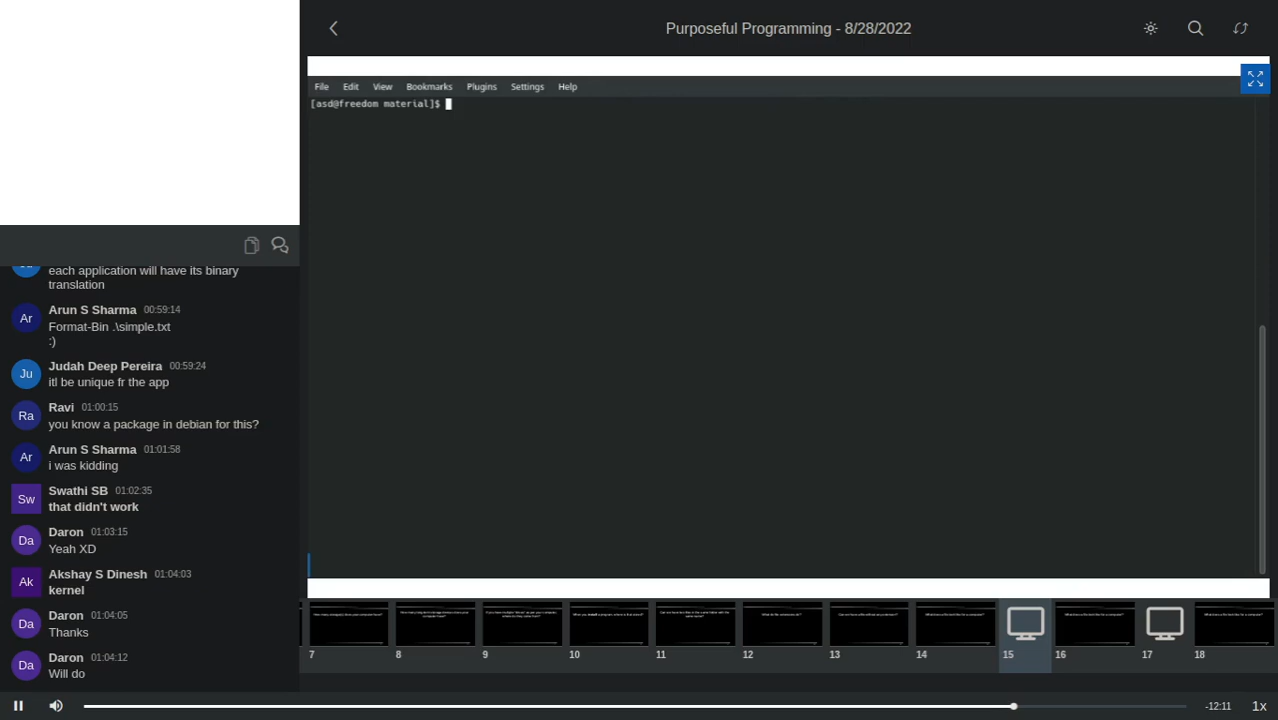 Purposeful Programming - 8/28/2022
File Edit View Bookmarks Plugins Settings Help
[asd@freedom material]$
each application will have its binary
translation
Ar
Arun S Sharma 00:59:14
Format-Bin .\simple.txt
:)
Ju
Judah Deep Pereira 00:59:24
itl be unique fr the app
Ra
Ravi 01:00:15
you know a package in debian for this?
Ar
Arun S Sharma 01:01:58
i was kidding
Sw
Swathi SB 01:02:35
that didn't work
Da
Daron 01:03:15
Yeah XD
Ak
Akshay S Dinesh 01:04:03
kernel
Da
Daron 01:04:05
Thanks
Da
Daron 01:04:12
Will do
7 8 9 10 11 12 13 14 15 16 17 18
-12:11 1x